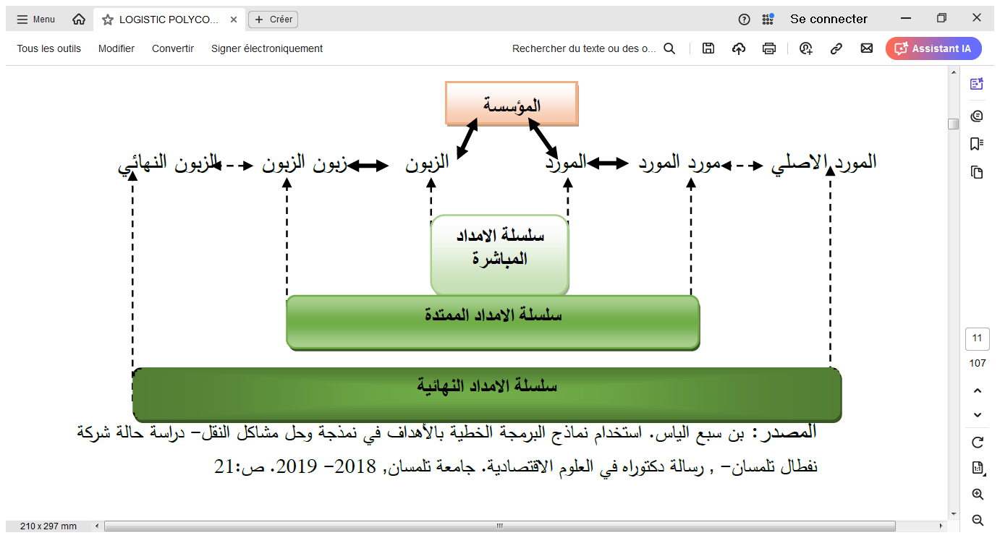 Menu
LOGISTIC POLYCO...
Créer
Se connecter
Tous les outils
Modifier
Convertir
Signer électroniquement
Rechercher du texte ou des o...
Assistant IA
المؤسسة
المورد الاصلي
مورد المورد
المورد
الزبون
زبون الزبون
الزبون النهائي
سلسلة الامداد
المباشرة
سلسلة الامداد الممتدة
سلسلة الامداد النهائية
المصدر: بن سبع الياس. استخدام نماذج البرمجة الخطية بالأهداف في نمذجة وحل مشاكل النقل– دراسة حالة شركة
نفطال تلمسان– , رسالة دكتوراه في العلوم الاقتصادية. جامعة تلمسان, 2018– 2019. ص:21
11
107
1:1
210 x 297 mm